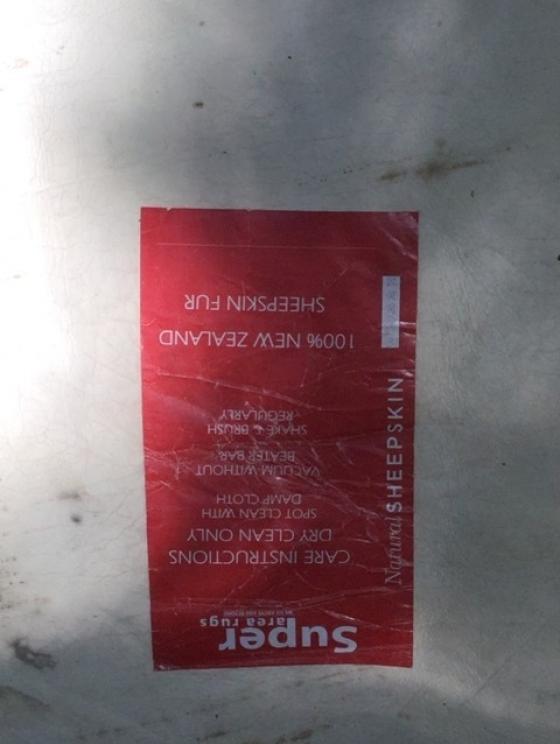 Super
area rugs
CARE INSTRUCTIONS
DRY CLEAN ONLY
SPOT CLEAN WITH
DAMP CLOTH
VACUUM WITHOUT
BEATER BAR
SHAKE & BRUSH
REGULARLY
100% NEW ZEALAND
SHEEPSKIN FUR
Natural SHEEPSKIN